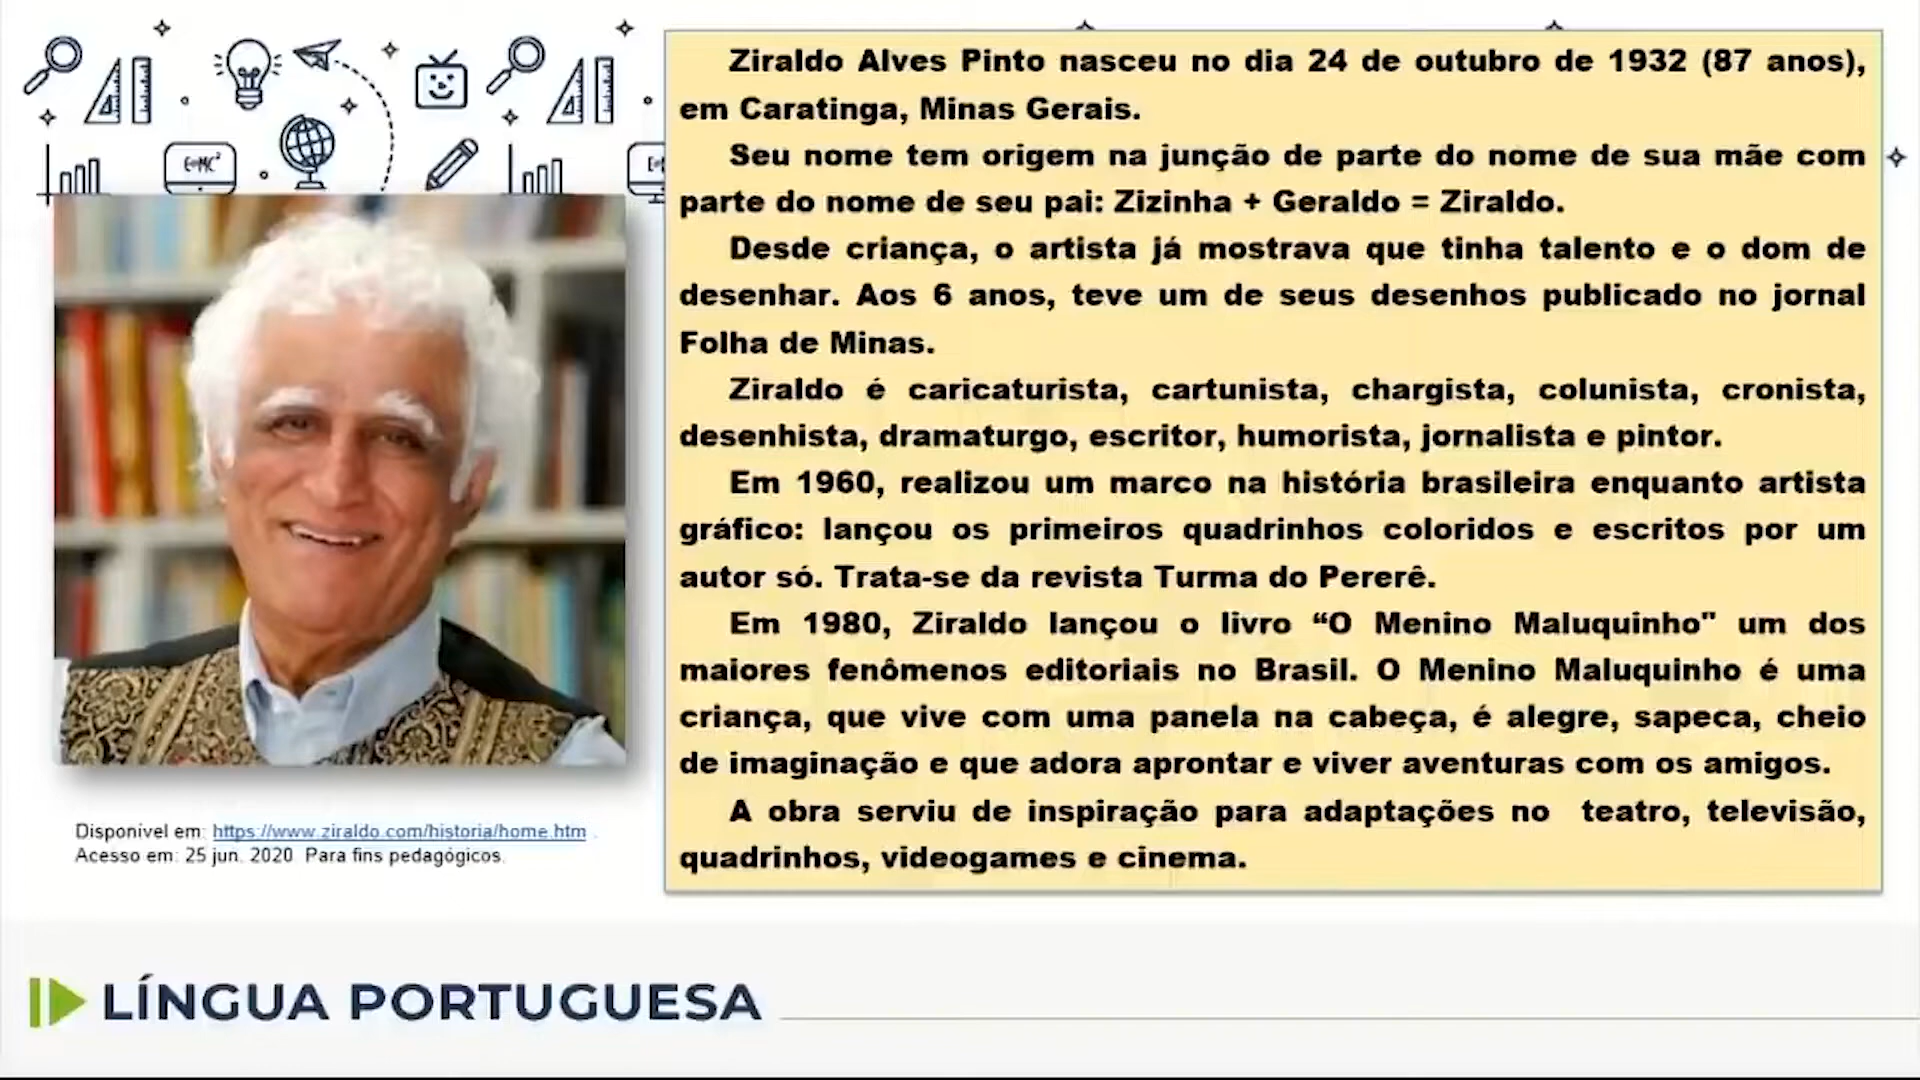 Ziraldo Alves Pinto nasceu no dia 24 de outubro de 1932 (87 anos),
em Caratinga, Minas Gerais.
Seu nome tem origem na junção de parte do nome de sua mãe com
parte do nome de seu pai: Zizinha + Geraldo = Ziraldo.
Desde criança, o artista já mostrava que tinha talento e o dom de
desenhar. Aos 6 anos, teve um de seus desenhos publicado no jornal
Folha de Minas.
Ziraldo é caricaturista, cartunista, chargista, colunista, cronista,
desenhista, dramaturgo, escritor, humorista, jornalista e pintor.
Em 1960, realizou um marco na história brasileira enquanto artista
gráfico: lançou os primeiros quadrinhos coloridos e escritos por um
autor só. Trata-se da revista Turma do Pererê.
Em 1980, Ziraldo lançou o livro “O Menino Maluquinho" um dos
maiores fenômenos editoriais no Brasil. O Menino Maluquinho é uma
criança, que vive com uma panela na cabeça, é alegre, sapeca, cheio
de imaginação e que adora aprontar e viver aventuras com os amigos.
A obra serviu de inspiração para adaptações no teatro, televisão,
quadrinhos, videogames e cinema.
E=MC²
Disponível em: https://www.ziraldo.com/historia/home.htm .
Acesso em: 25 jun. 2020 Para fins pedagógicos.
LÍNGUA PORTUGUESA